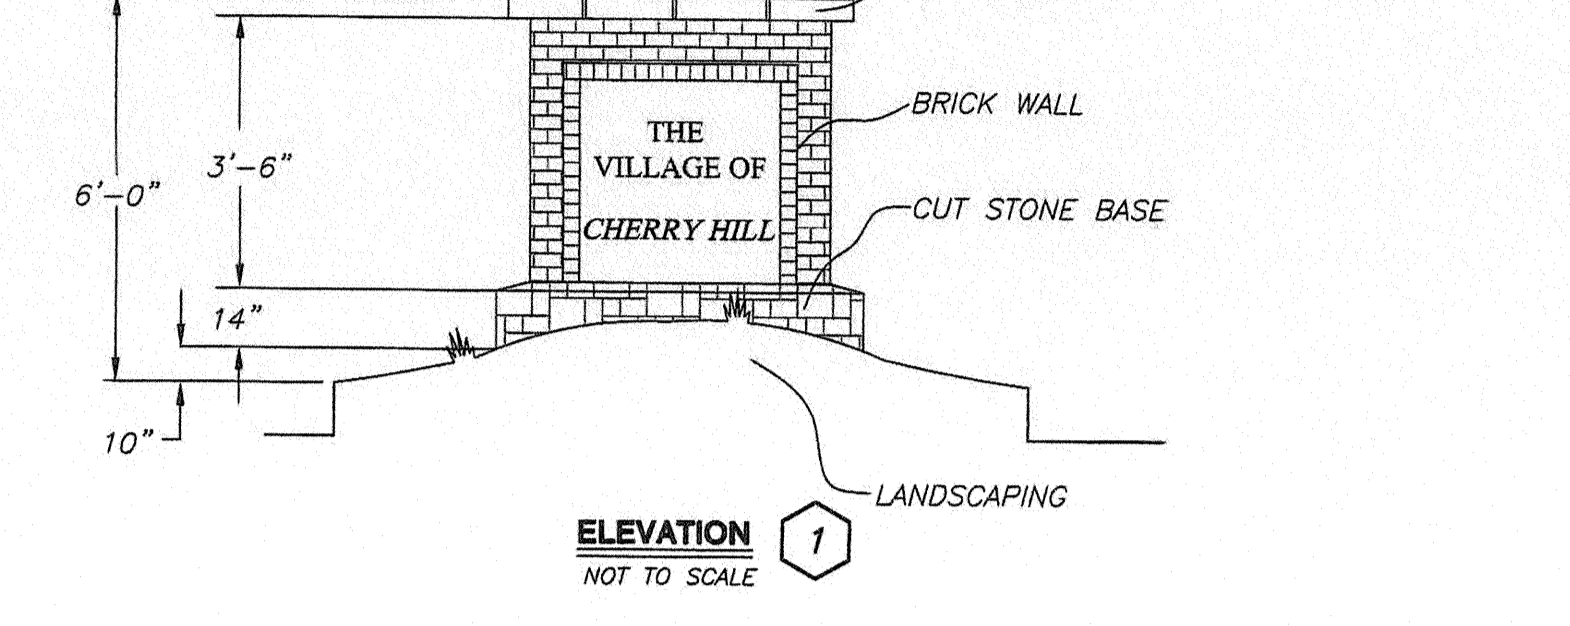 BRICK WALL
THE
VILLAGE OF
CHERRY HILL
3'-6"
6'-0"
CUT STONE BASE
14"
10"
LANDSCAPING
ELEVATION
1
NOT TO SCALE